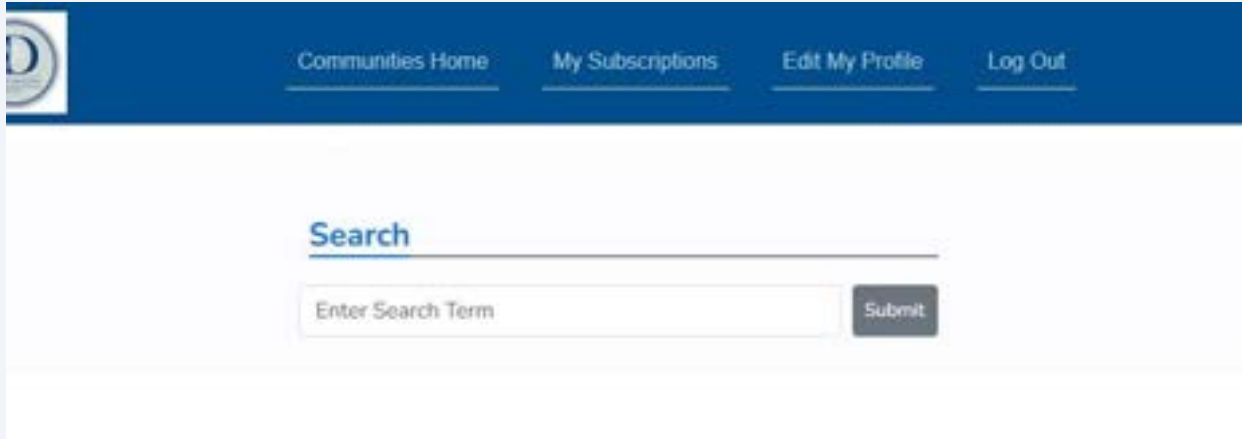 D
Communities Home My Subscriptions Edit My Profile Log Out
Search
Enter Search Term Submit